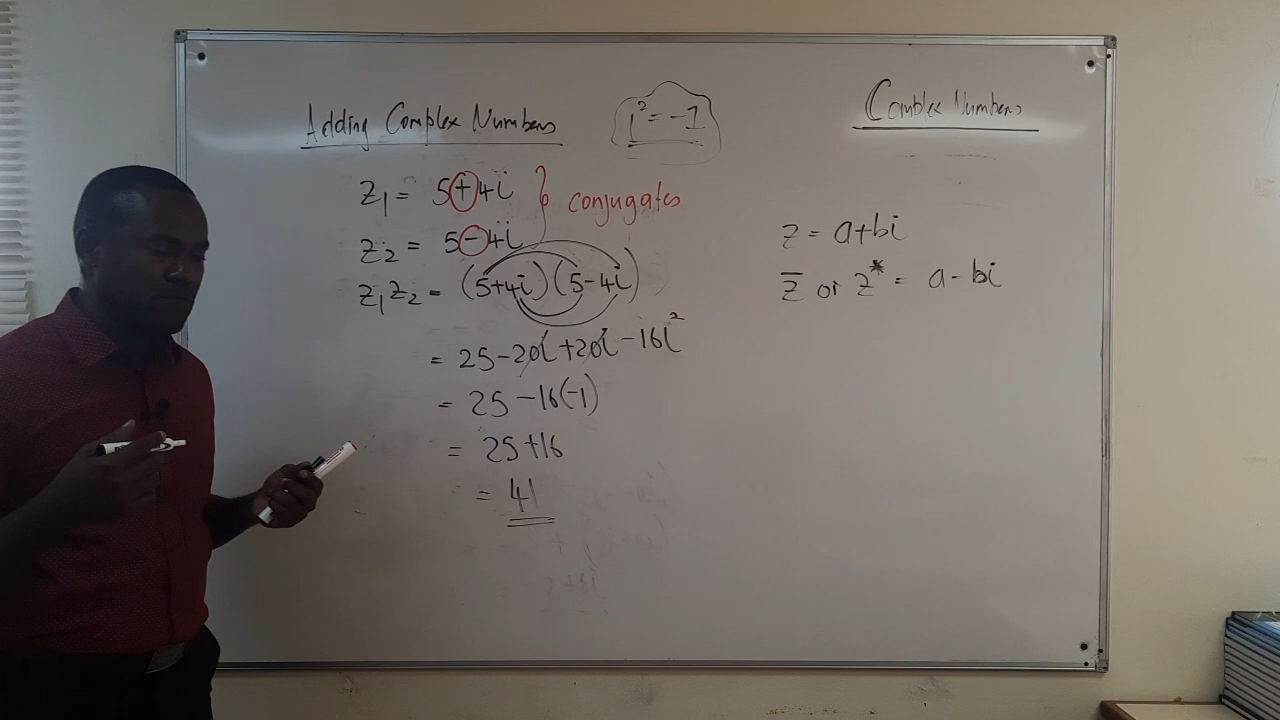 Adding Complex Numbers
i² = -1
Complex Numbers
z₁ = 5+4i
conjugates
z₂ = 5-4i
z₁z₂ = (5+4i)(5-4i)
= 25-20i+20i-16i²
= 25-16(-1)
= 25+16
= 41
z = a+bi
z̅ or z* = a-bi